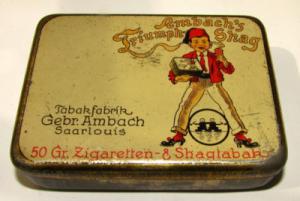 Ambach's
Triumph Shag
Tabakfabrik
Gebr. Ambach
Saarlouis
50 Gr. Zigaretten- & Shagtabak